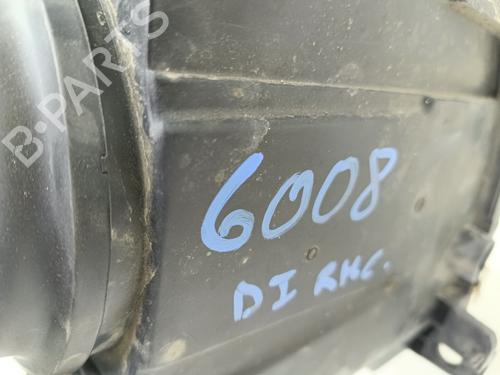 B-PARTS
6008
DI RHC.